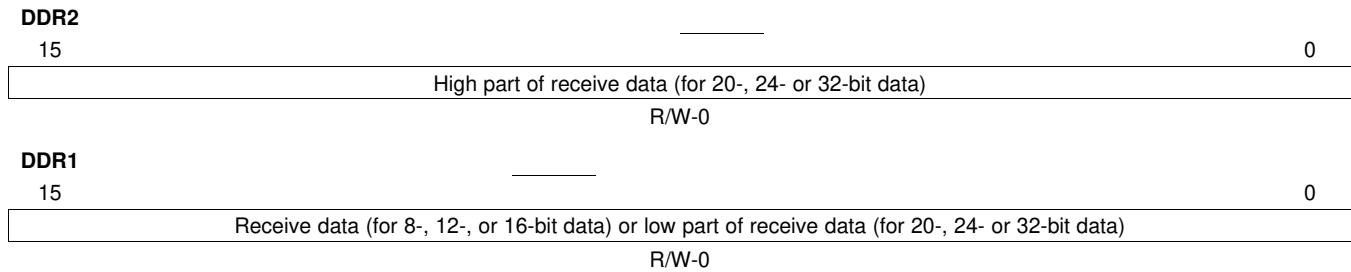 DDR2
15 0
High part of receive data (for 20-, 24- or 32-bit data)
R/W-0
DDR1
15 0
Receive data (for 8-, 12-, or 16-bit data) or low part of receive data (for 20-, 24- or 32-bit data)
R/W-0